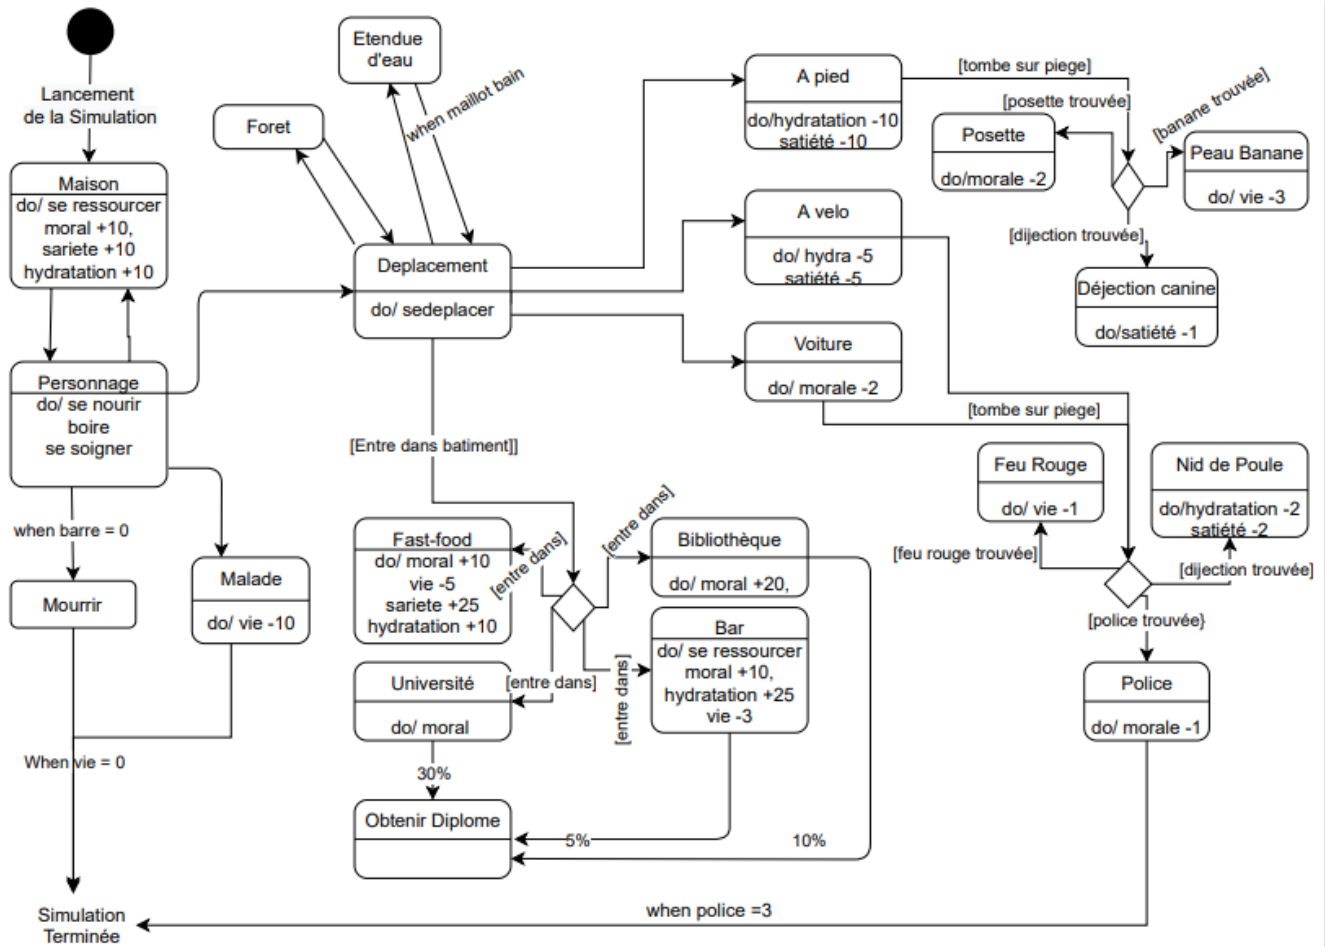 Lancement
de la Simulation
Maison
do/ se ressourcer
moral +10,
sariete +10
hydratation +10
Personnage
do/ se nourir
boire
se soigner
when barre = 0
Mourrir
Malade
do/ vie -10
When vie = 0
Simulation
Terminée
Foret
Etendue
d'eau
when maillot bain
Deplacement
do/ sedeplacer
[Entre dans batiment]]
Fast-food
do/ moral +10
vie -5
sariete +25
hydratation +10
[entre dans]
[entre dans]
Bibliothèque
do/ moral +20,
Bar
do/ se ressourcer
moral +10,
hydratation +25
vie -3
[entre dans]
[entre dans]
Université
do/ moral
30%
Obtenir Diplome
5%
10%
A pied
do/hydratation -10
satiété -10
A velo
do/ hydra -5
satiété -5
Voiture
do/ morale -2
[tombe sur piege]
[posette trouvée]
[banane trouvée]
Posette
do/morale -2
Peau Banane
do/ vie -3
[dijection trouvée]
Déjection canine
do/satiété -1
[tombe sur piege]
Feu Rouge
do/ vie -1
Nid de Poule
do/hydratation -2
satiété -2
[feu rouge trouvée]
[dijection trouvée]
[police trouvée}
Police
do/ morale -1
when police =3